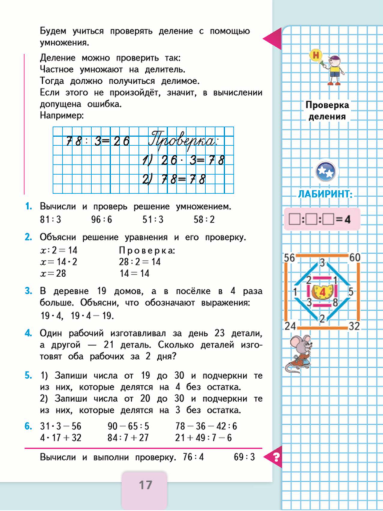 Будем учиться проверять деление с помощью
умножения.
Деление можно проверить так:
Частное умножают на делитель.
Тогда должно получиться делимое.
Если этого не произойдёт, значит, в вычислении
допущена ошибка.
Например:
78 : 3 = 26 Проверка:
1) 26 · 3 = 78
2) 78 = 78
1. Вычисли и проверь решение умножением.
81 : 3 96 : 6 51 : 3 58 : 2
2. Объясни решение уравнения и его проверку.
x : 2 = 14 Проверка:
x = 14 · 2 28 : 2 = 14
x = 28 14 = 14
3. В деревне 19 домов, а в посёлке в 4 раза
больше. Объясни, что обозначают выражения:
19 · 4, 19 · 4 – 19.
4. Один рабочий изготавливал за день 23 детали,
а другой — 21 деталь. Сколько деталей изго-
товят оба рабочих за 2 дня?
5. 1) Запиши числа от 19 до 30 и подчеркни те
из них, которые делятся на 4 без остатка.
2) Запиши числа от 20 до 30 и подчеркни те
из них, которые делятся на 3 без остатка.
6. 31 · 3 – 56 90 – 65 : 5 78 – 36 – 42 : 6
4 · 17 + 32 84 : 7 + 27 21 + 49 : 7 – 6
Вычисли и выполни проверку. 76 : 4 69 : 3
?
17
Н
Проверка
деления
ЛАБИРИНТ:
□ : □ : □ = 4
56 60
3
1 1 5
4
3 8
6
24 32